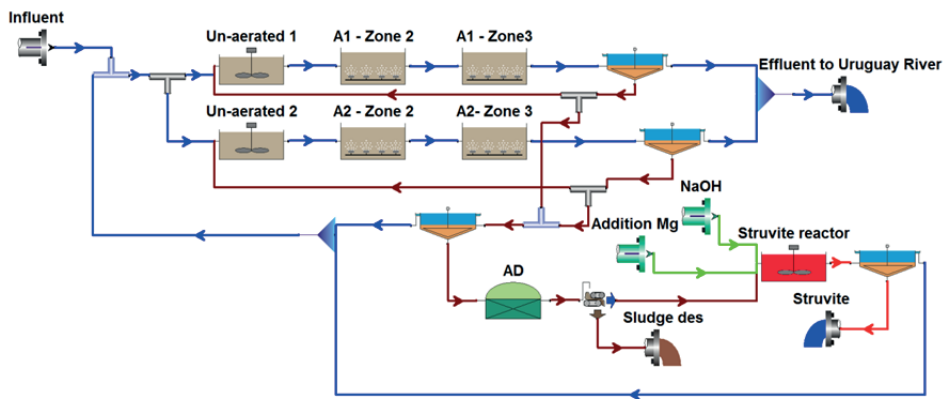 Influent
Un-aerated 1
A1 - Zone 2
A1 - Zone3
Effluent to Uruguay River
Un-aerated 2
A2 - Zone 2
A2- Zone 3
NaOH
Addition Mg
Struvite reactor
AD
Struvite
Sludge des